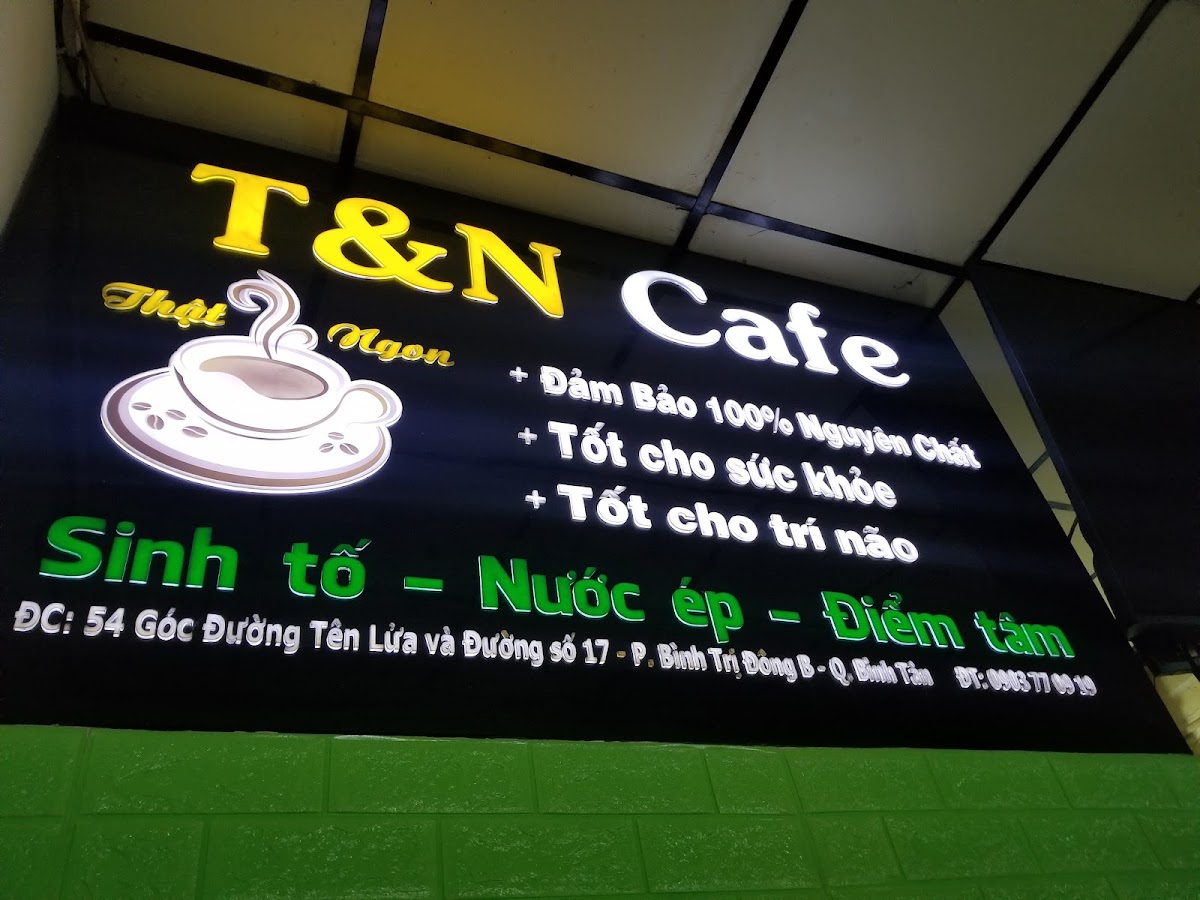 T&N Cafe
Thật Ngon
+ Đảm Bảo 100% Nguyên Chất
+ Tốt cho sức khỏe
+ Tốt cho trí não
Sinh tố - Nước ép - Điểm tâm
ĐC: 54 Góc Đường Tên Lửa và Đường số 17 - P. Bình Trị Đông B - Q. Bình Tân ĐT: 0903 77 09 19